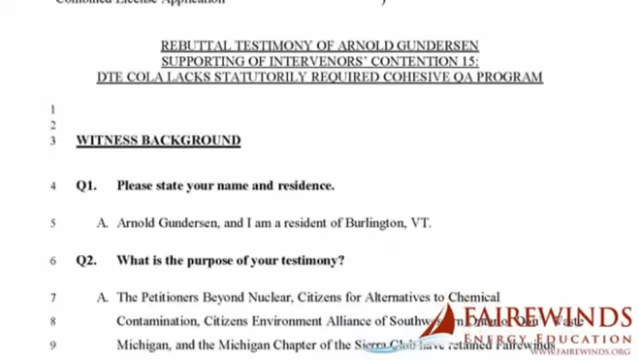 Combined License Application )
REBUTTAL TESTIMONY OF ARNOLD GUNDERSEN
SUPPORTING OF INTERVENORS' CONTENTION 15:
DTE COLA LACKS STATUTORILY REQUIRED COHESIVE QA PROGRAM
1
2
3 WITNESS BACKGROUND
4 Q1. Please state your name and residence.
5 A. Arnold Gundersen, and I am a resident of Burlington, VT.
6 Q2. What is the purpose of your testimony?
7 A. The Petitioners Beyond Nuclear, Citizens for Alternatives to Chemical
8 Contamination, Citizens Environment Alliance of Waste
9 Michigan, and the Michigan Chapter of the Sierra Club have retained Fairewinds
FAIREWINDS
ENERGY EDUCATION
WWW.FAIREWINDS.ORG